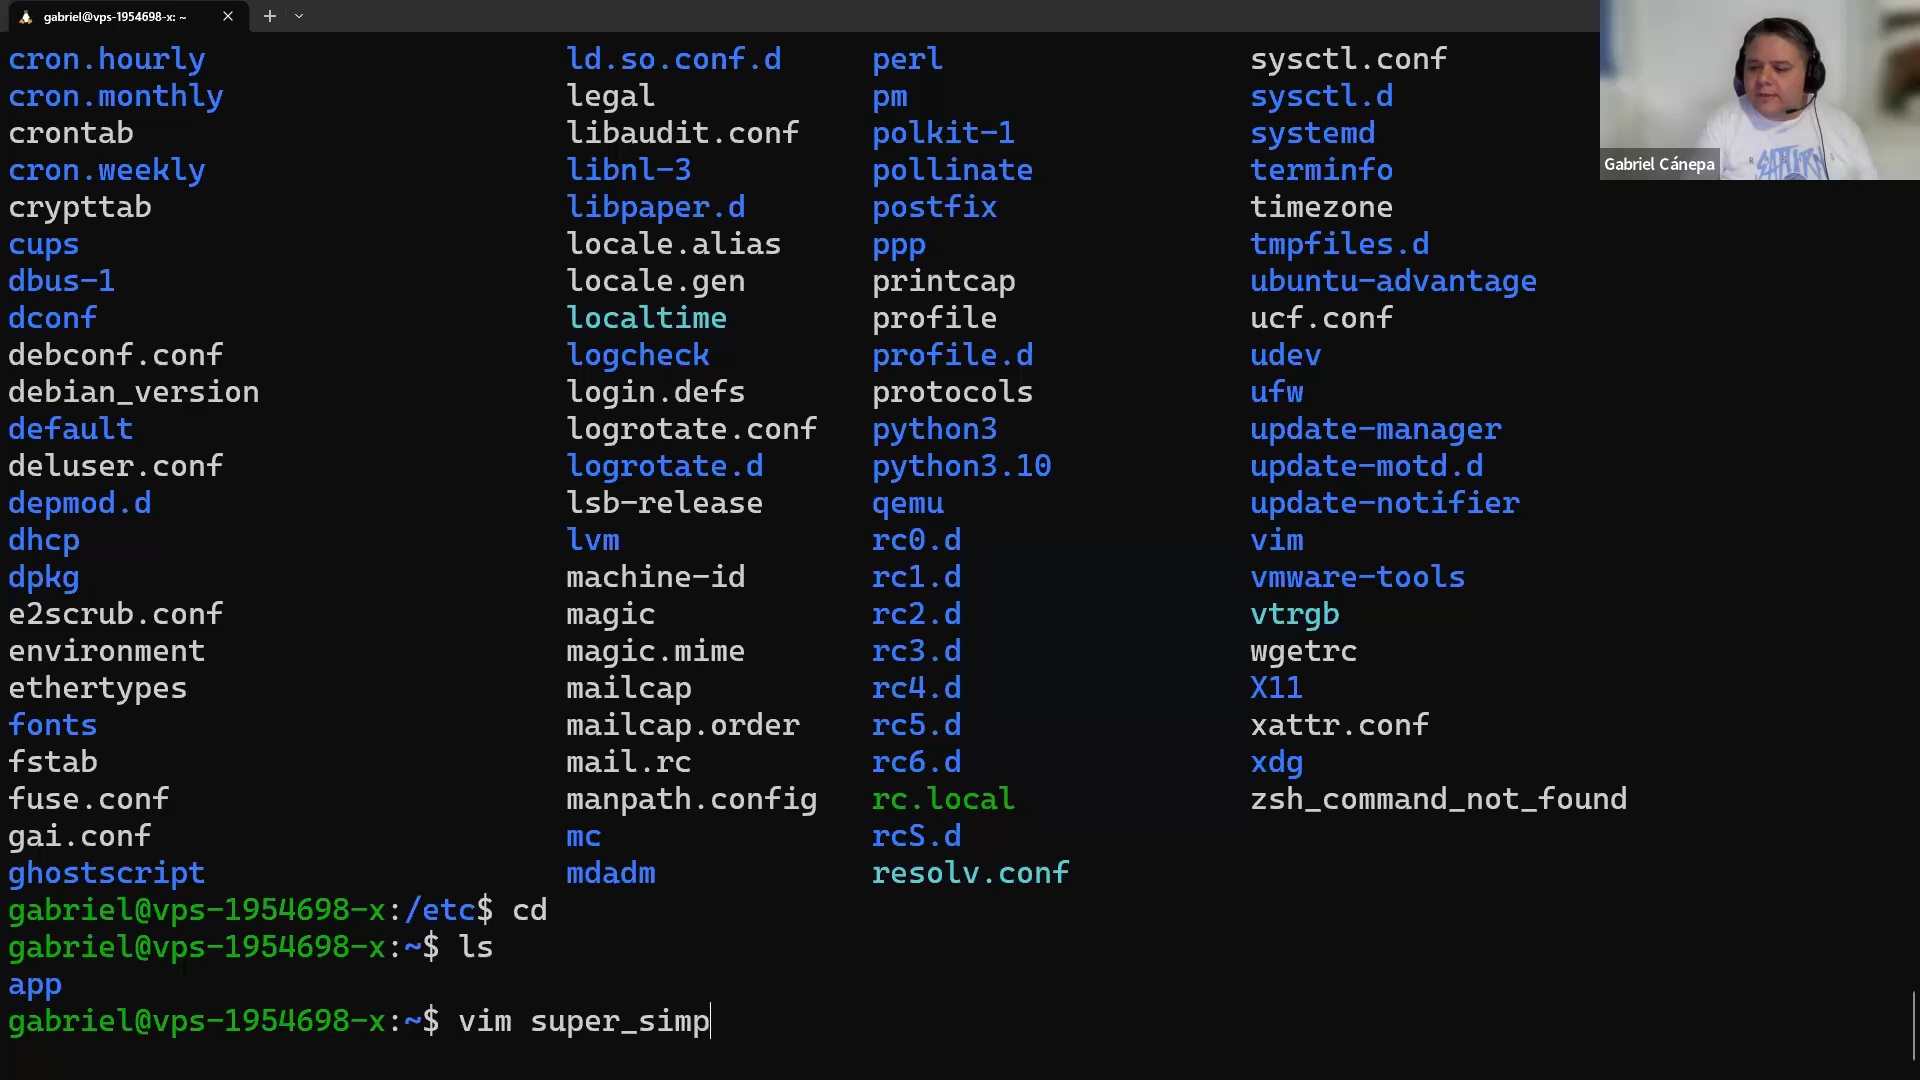 gabriel@vps-1954698-x: ~
cron.hourly ld.so.conf.d perl sysctl.conf
cron.monthly legal pm sysctl.d
crontab libaudit.conf polkit-1 systemd
cron.weekly libnl-3 pollinate terminfo
crypttab libpaper.d postfix timezone
cups locale.alias ppp tmpfiles.d
dbus-1 locale.gen printcap ubuntu-advantage
dconf localtime profile ucf.conf
debconf.conf logcheck profile.d udev
debian_version login.defs protocols ufw
default logrotate.conf python3 update-manager
deluser.conf logrotate.d python3.10 update-motd.d
depmod.d lsb-release qemu update-notifier
dhcp lvm rc0.d vim
dpkg machine-id rc1.d vmware-tools
e2scrub.conf magic rc2.d vtrgb
environment magic.mime rc3.d wgetrc
ethertypes mailcap rc4.d X11
fonts mailcap.order rc5.d xattr.conf
fstab mail.rc rc6.d xdg
fuse.conf manpath.config rc.local zsh_command_not_found
gai.conf mc rcS.d
ghostscript mdadm resolv.conf
gabriel@vps-1954698-x:/etc$ cd
gabriel@vps-1954698-x:~$ ls
app
gabriel@vps-1954698-x:~$ vim super_simp
Gabriel Cánepa